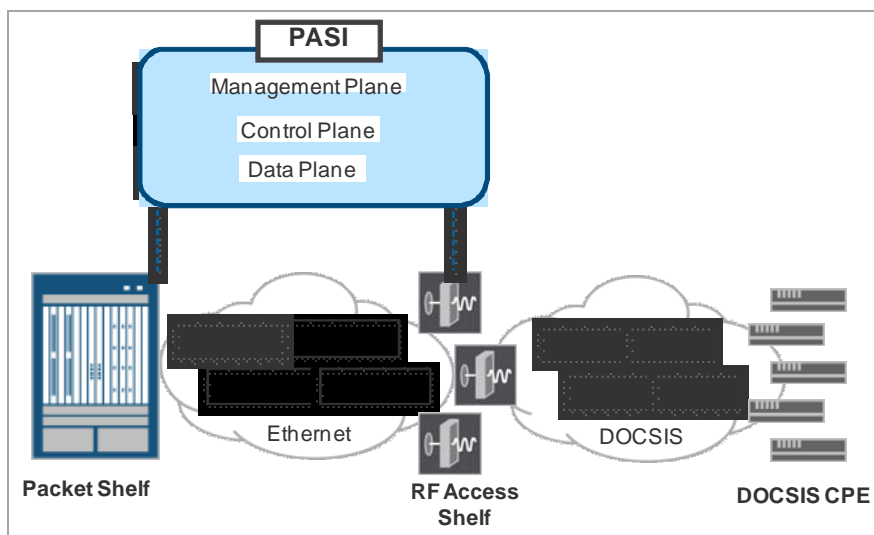 PASI
Management Plane
Control Plane
Data Plane
Ethernet
DOCSIS
Packet Shelf
RF Access
Shelf
DOCSIS CPE